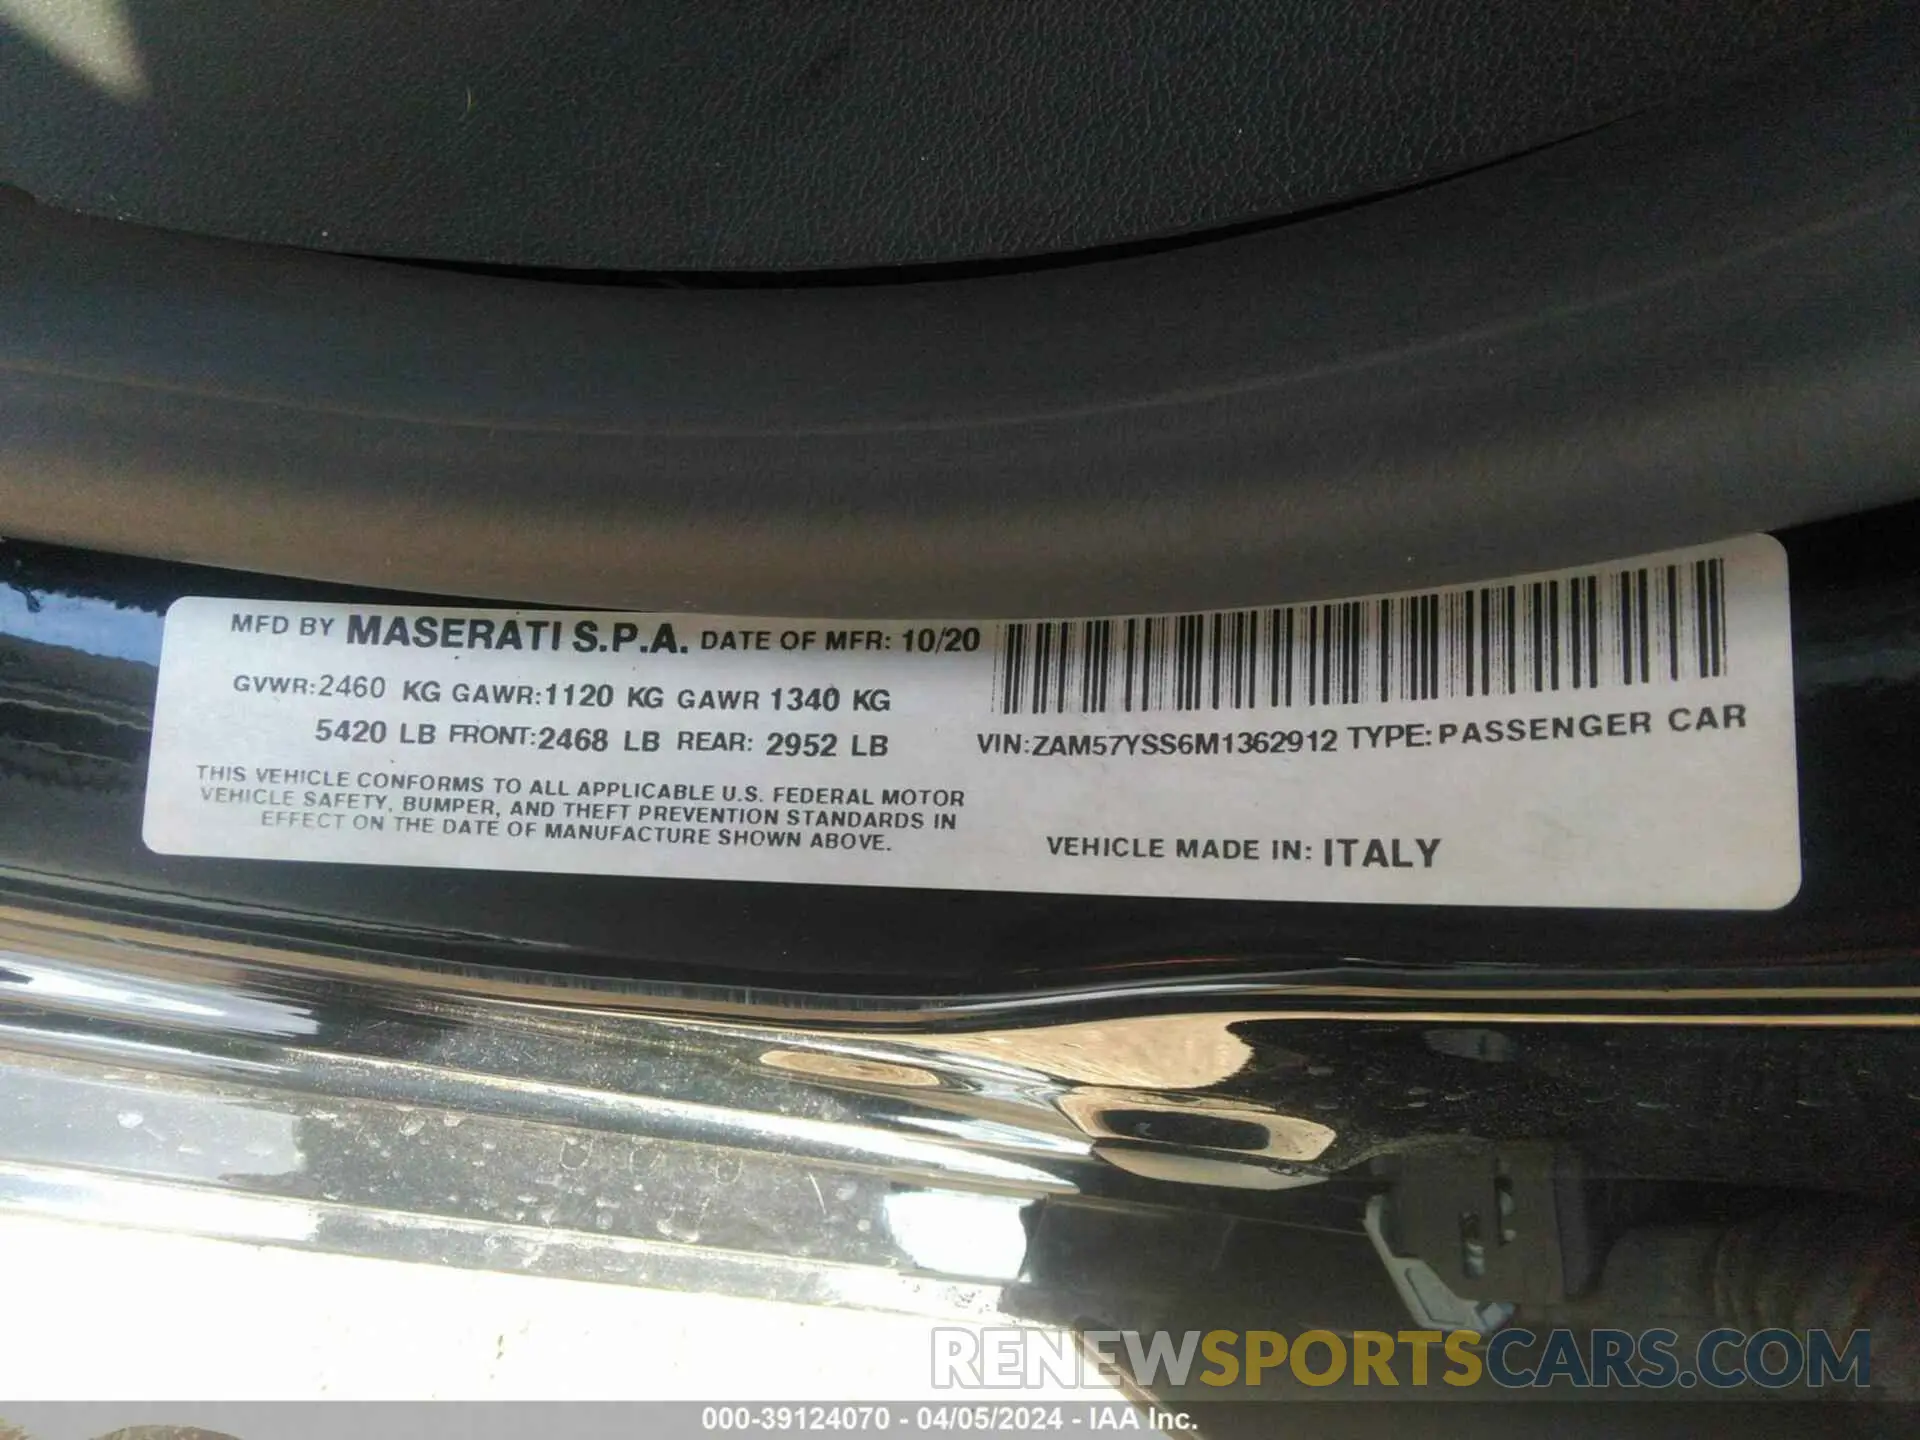 MFD BY MASERATI S.P.A. DATE OF MFR: 10/20
GVWR:2460 KG GAWR:1120 KG GAWR 1340 KG
5420 LB FRONT:2468 LB REAR: 2952 LB
THIS VEHICLE CONFORMS TO ALL APPLICABLE U.S. FEDERAL MOTOR
VEHICLE SAFETY, BUMPER, AND THEFT PREVENTION STANDARDS IN
EFFECT ON THE DATE OF MANUFACTURE SHOWN ABOVE.
VIN:ZAM57YSS6M1362912 TYPE:PASSENGER CAR
VEHICLE MADE IN: ITALY
RENEWSPORTSCARS.COM
000-39124070 - 04/05/2024 - IAA Inc.